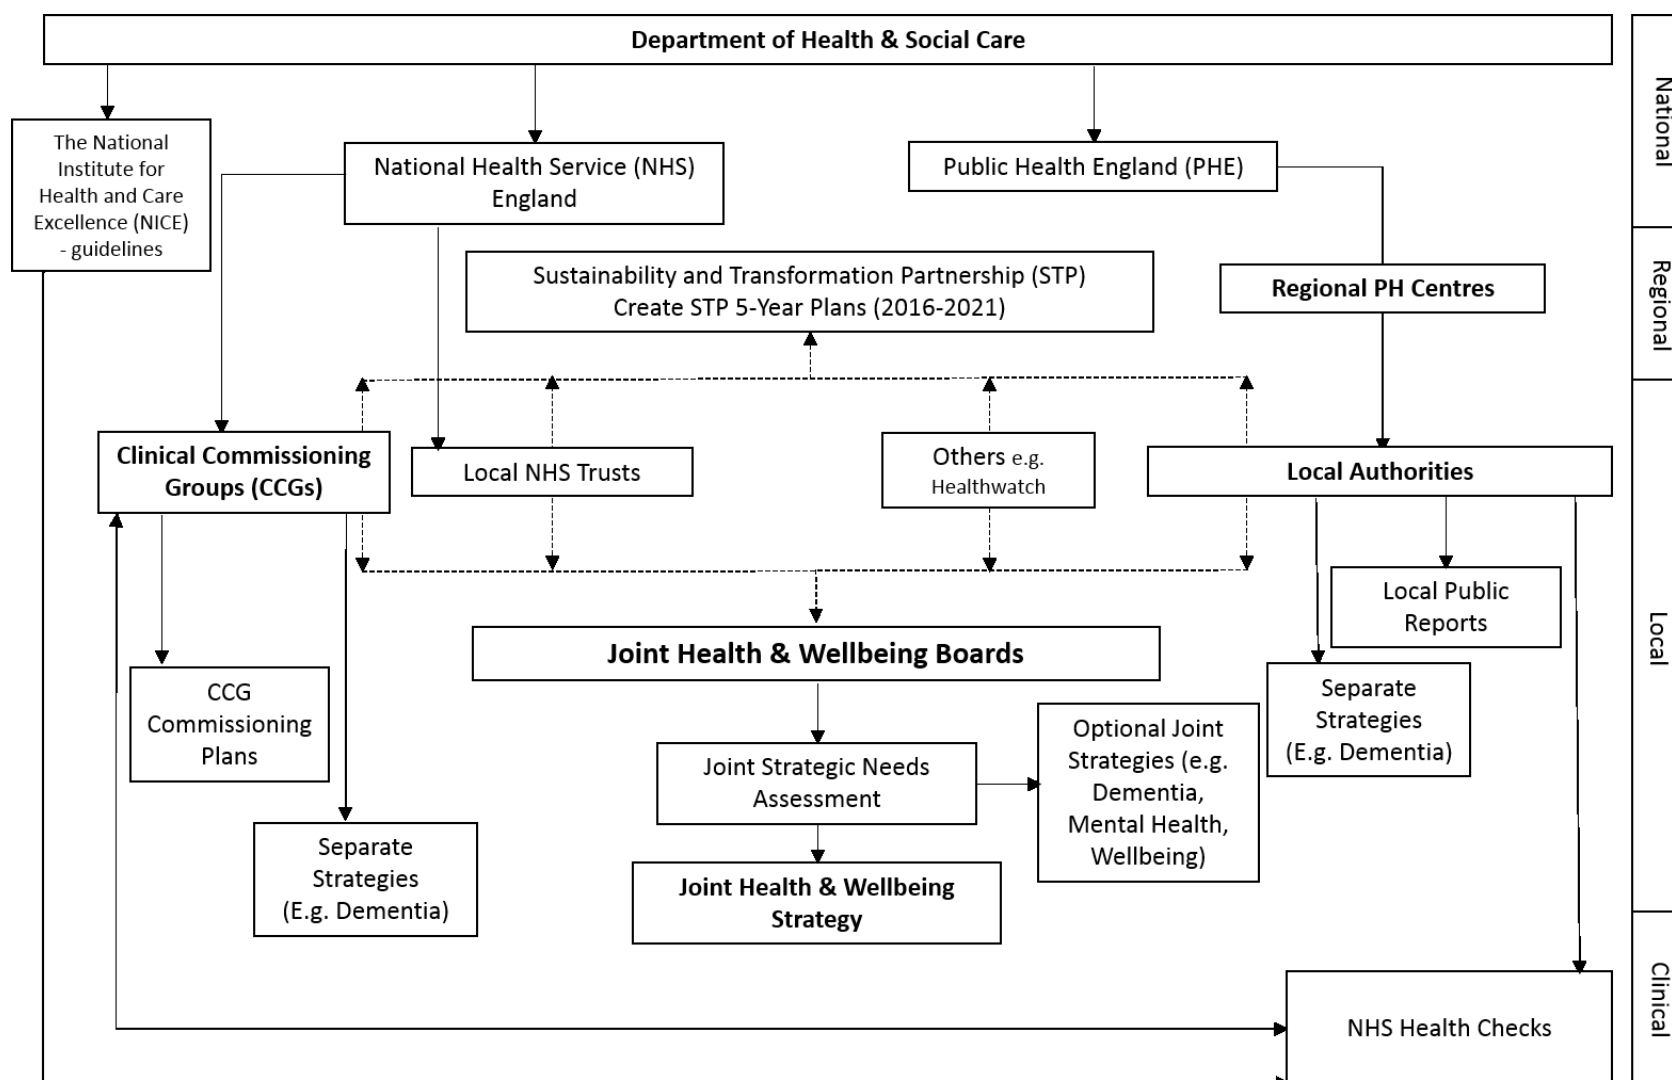 Department of Health & Social Care
National
The National
Institute for
Health and Care
Excellence (NICE)
- guidelines
National Health Service (NHS)
England
Public Health England (PHE)
Sustainability and Transformation Partnership (STP)
Create STP 5-Year Plans (2016-2021)
Regional PH Centres
Regional
Clinical Commissioning
Groups (CCGs)
Local NHS Trusts
Others e.g.
Healthwatch
Local Authorities
Local Public
Reports
Local
Joint Health & Wellbeing Boards
CCG
Commissioning
Plans
Separate
Strategies
(E.g. Dementia)
Joint Strategic Needs
Assessment
Optional Joint
Strategies (e.g.
Dementia,
Mental Health,
Wellbeing)
Separate
Strategies
(E.g. Dementia)
Joint Health & Wellbeing
Strategy
NHS Health Checks
Clinical